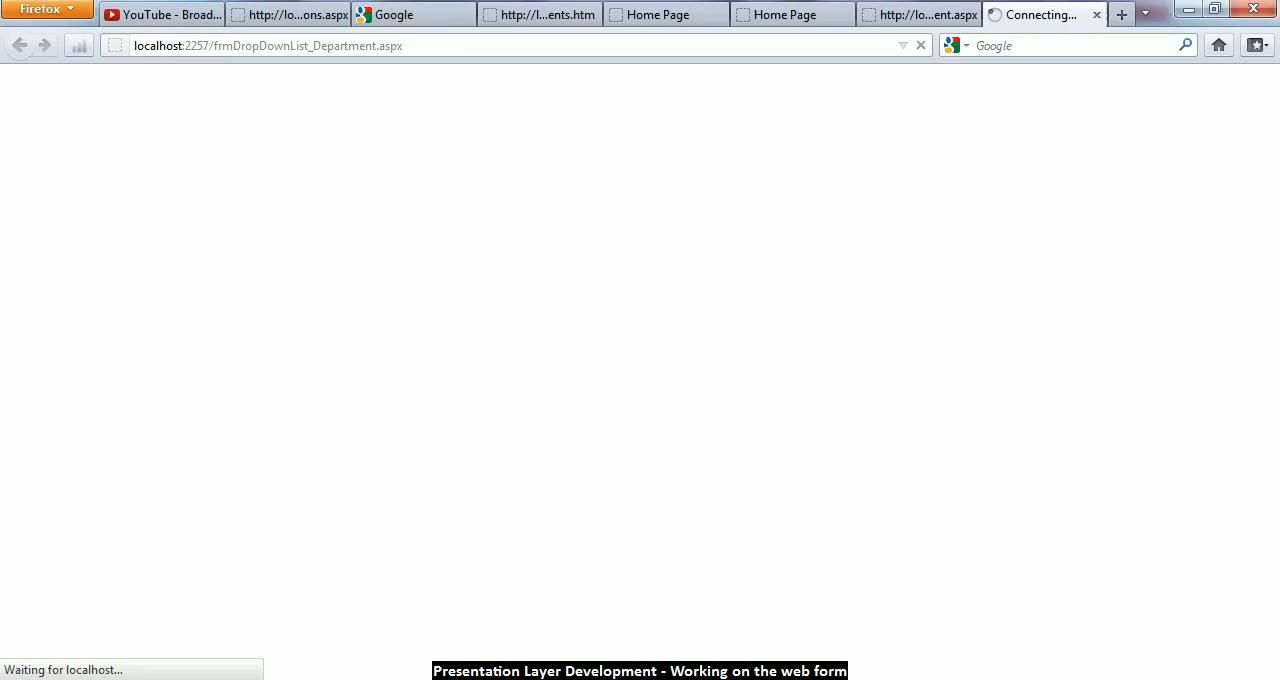 Firefox
YouTube - Broad...
http://lo...ons.aspx
Google
http://l...ents.htm
Home Page
Home Page
http://lo...ent.aspx
Connecting...
localhost:2257/frmDropDownList_Department.aspx
Google
Waiting for localhost...
Presentation Layer Development - Working on the web form